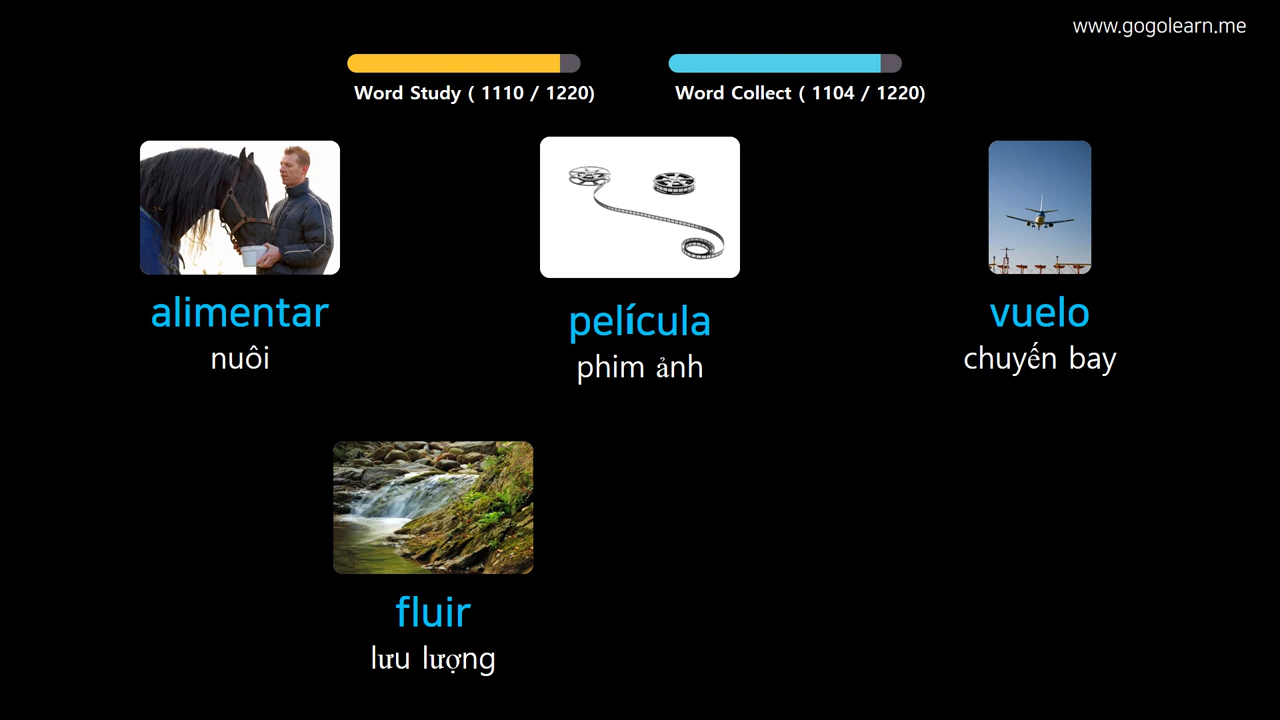 www.gogolearn.me
Word Study ( 1110 / 1220)
Word Collect ( 1104 / 1220)
alimentar
nuôi
película
phim ảnh
vuelo
chuyến bay
fluir
lưu lượng